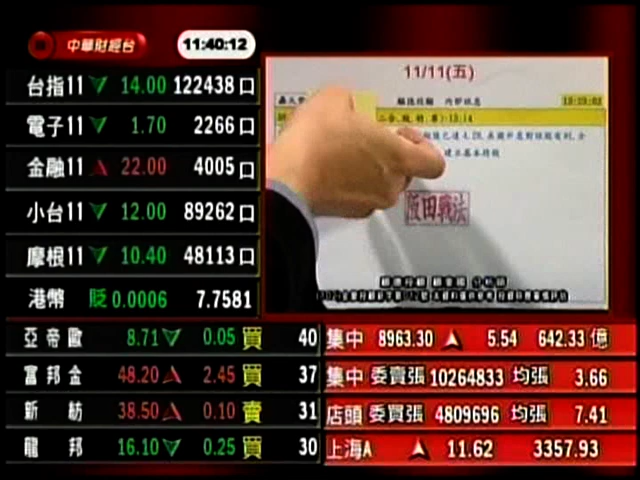 中華財經台
11:40:12
台指11 14.00 122438口
電子11 1.70 2266口
金融11 22.00 4005口
小台11 12.00 89262口
摩根11 10.40 48113口
港幣 貶 0.0006 7.7581
11/11(五)
飯田戰法
亞帝歐 8.71 0.05 買 40
富邦金 48.20 2.45 買 37
新紡 38.50 0.10 賣 31
龍邦 16.10 0.25 買 30
集中 8963.30 5.54 642.33億
集中 委賣張 10264833 均張 3.66
店頭 委買張 4809696 均張 7.41
上海A 11.62 3357.93